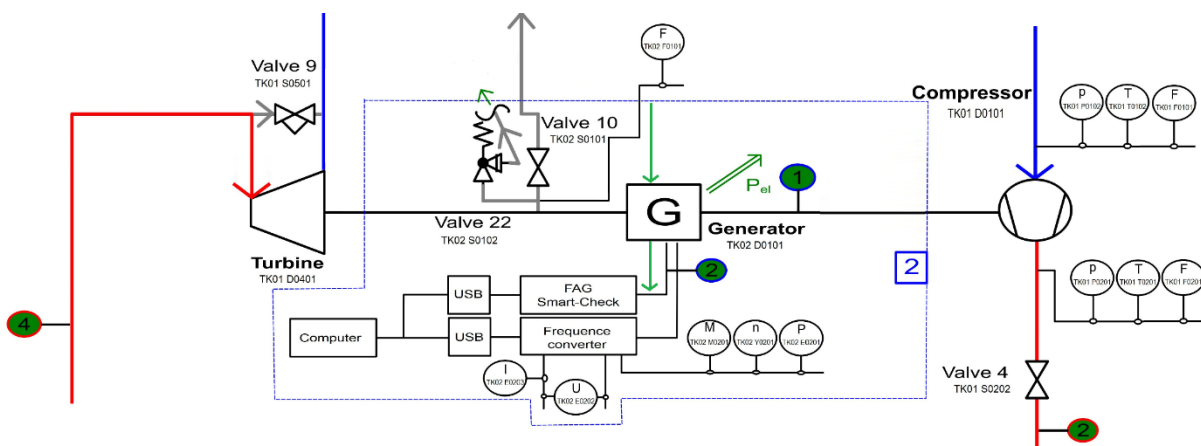 F
TK02 F0101
Valve 9
TK01 S0501
Valve 10
TK02 S0101
Compressor
TK01 D0101
p
TK01 P0102
T
TK01 T0102
F
TK01 F0101
P el
1
G
Valve 22
TK02 S0102
Generator
TK02 D0101
Turbine
TK01 D0401
2
2
p
TK01 P0201
T
TK01 T0201
F
TK01 F0201
USB
FAG
Smart-Check
4
Computer
USB
Frequence
converter
M
TK02 M0201
n
TK02 Y0201
P
TK02 E0201
I
TK02 E0203
U
TK02 E0202
Valve 4
TK01 S0202
2